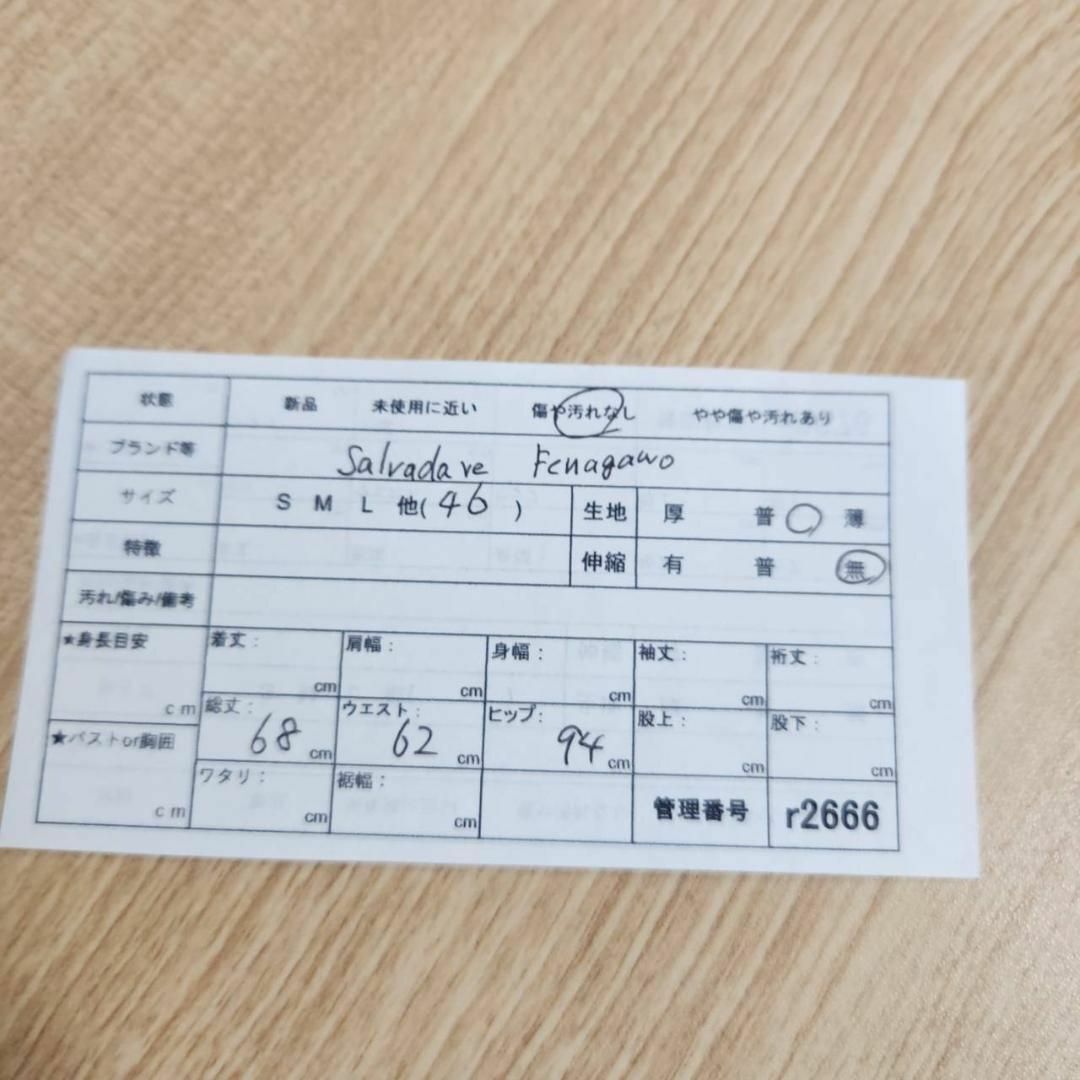 状態 新品 未使用に近い 傷や汚れなし やや傷や汚れあり
ブランド等 Salvadave Fenagawo
サイズ S M L 他( 46 ) 生地 厚 普 薄
特徴 伸縮 有 普 無
汚れ/傷み/備考
★身長目安 cm 着丈: cm 肩幅: cm 身幅: cm 袖丈: cm 裄丈: cm
総丈: 68 cm ウエスト: 62 cm ヒップ: 94 cm 股上: cm 股下: cm
★バストor胸囲 cm ワタリ: cm 裾幅: cm 管理番号 r2666